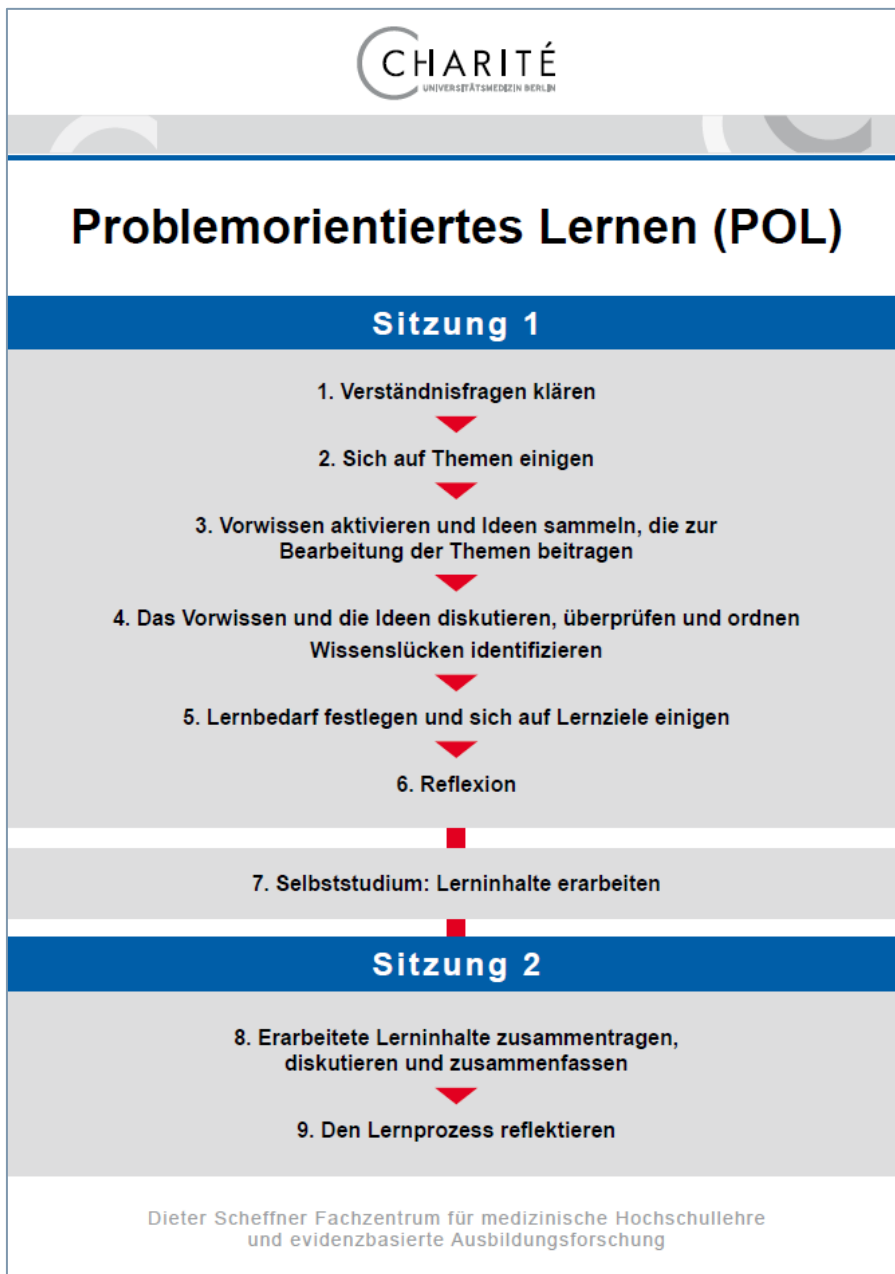 CHARITÉ
UNIVERSITÄTSMEDIZIN BERLIN
Problemorientiertes Lernen (POL)
Sitzung 1
1. Verständnisfragen klären
2. Sich auf Themen einigen
3. Vorwissen aktivieren und Ideen sammeln, die zur
Bearbeitung der Themen beitragen
4. Das Vorwissen und die Ideen diskutieren, überprüfen und ordnen
Wissenslücken identifizieren
5. Lernbedarf festlegen und sich auf Lernziele einigen
6. Reflexion
7. Selbststudium: Lerninhalte erarbeiten
Sitzung 2
8. Erarbeitete Lerninhalte zusammentragen,
diskutieren und zusammenfassen
9. Den Lernprozess reflektieren
Dieter Scheffner Fachzentrum für medizinische Hochschullehre
und evidenzbasierte Ausbildungsforschung